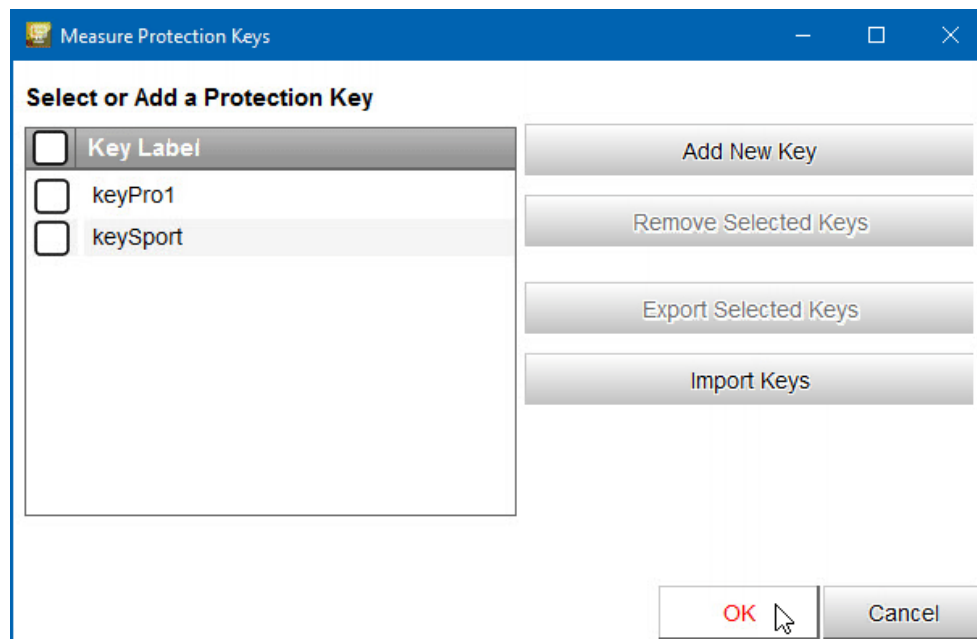 Measure Protection Keys
Select or Add a Protection Key
Key Label
keyPro1
keySport
Add New Key
Remove Selected Keys
Export Selected Keys
Import Keys
OK
Cancel